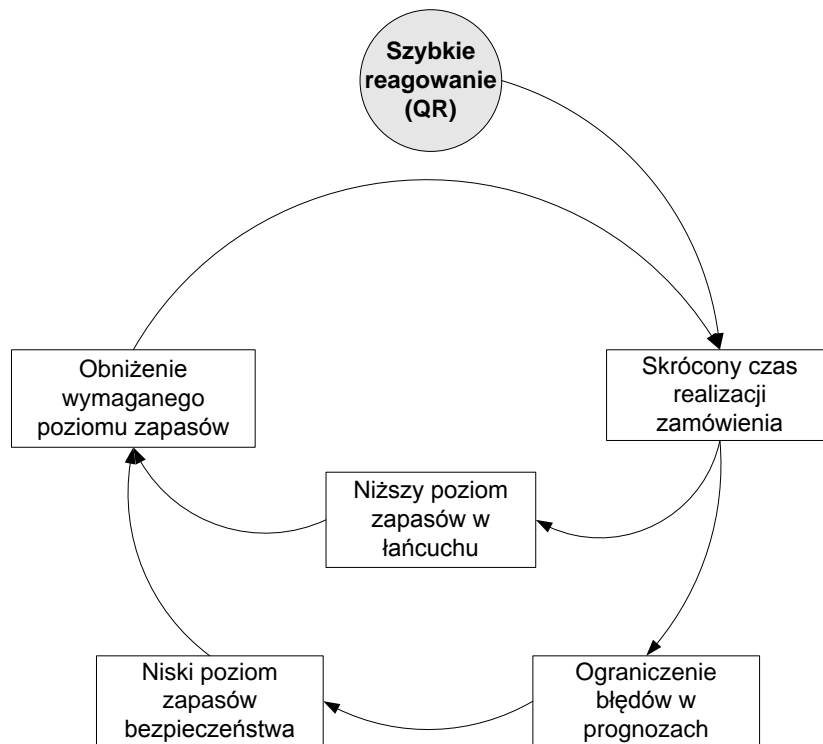 Szybkie
reagowanie
(QR)
Obniżenie
wymaganego
poziomu zapasów
Skrócony czas
realizacji
zamówienia
Niższy poziom
zapasów w
łańcuchu
Niski poziom
zapasów
bezpieczeństwa
Ograniczenie
błędów w
prognozach